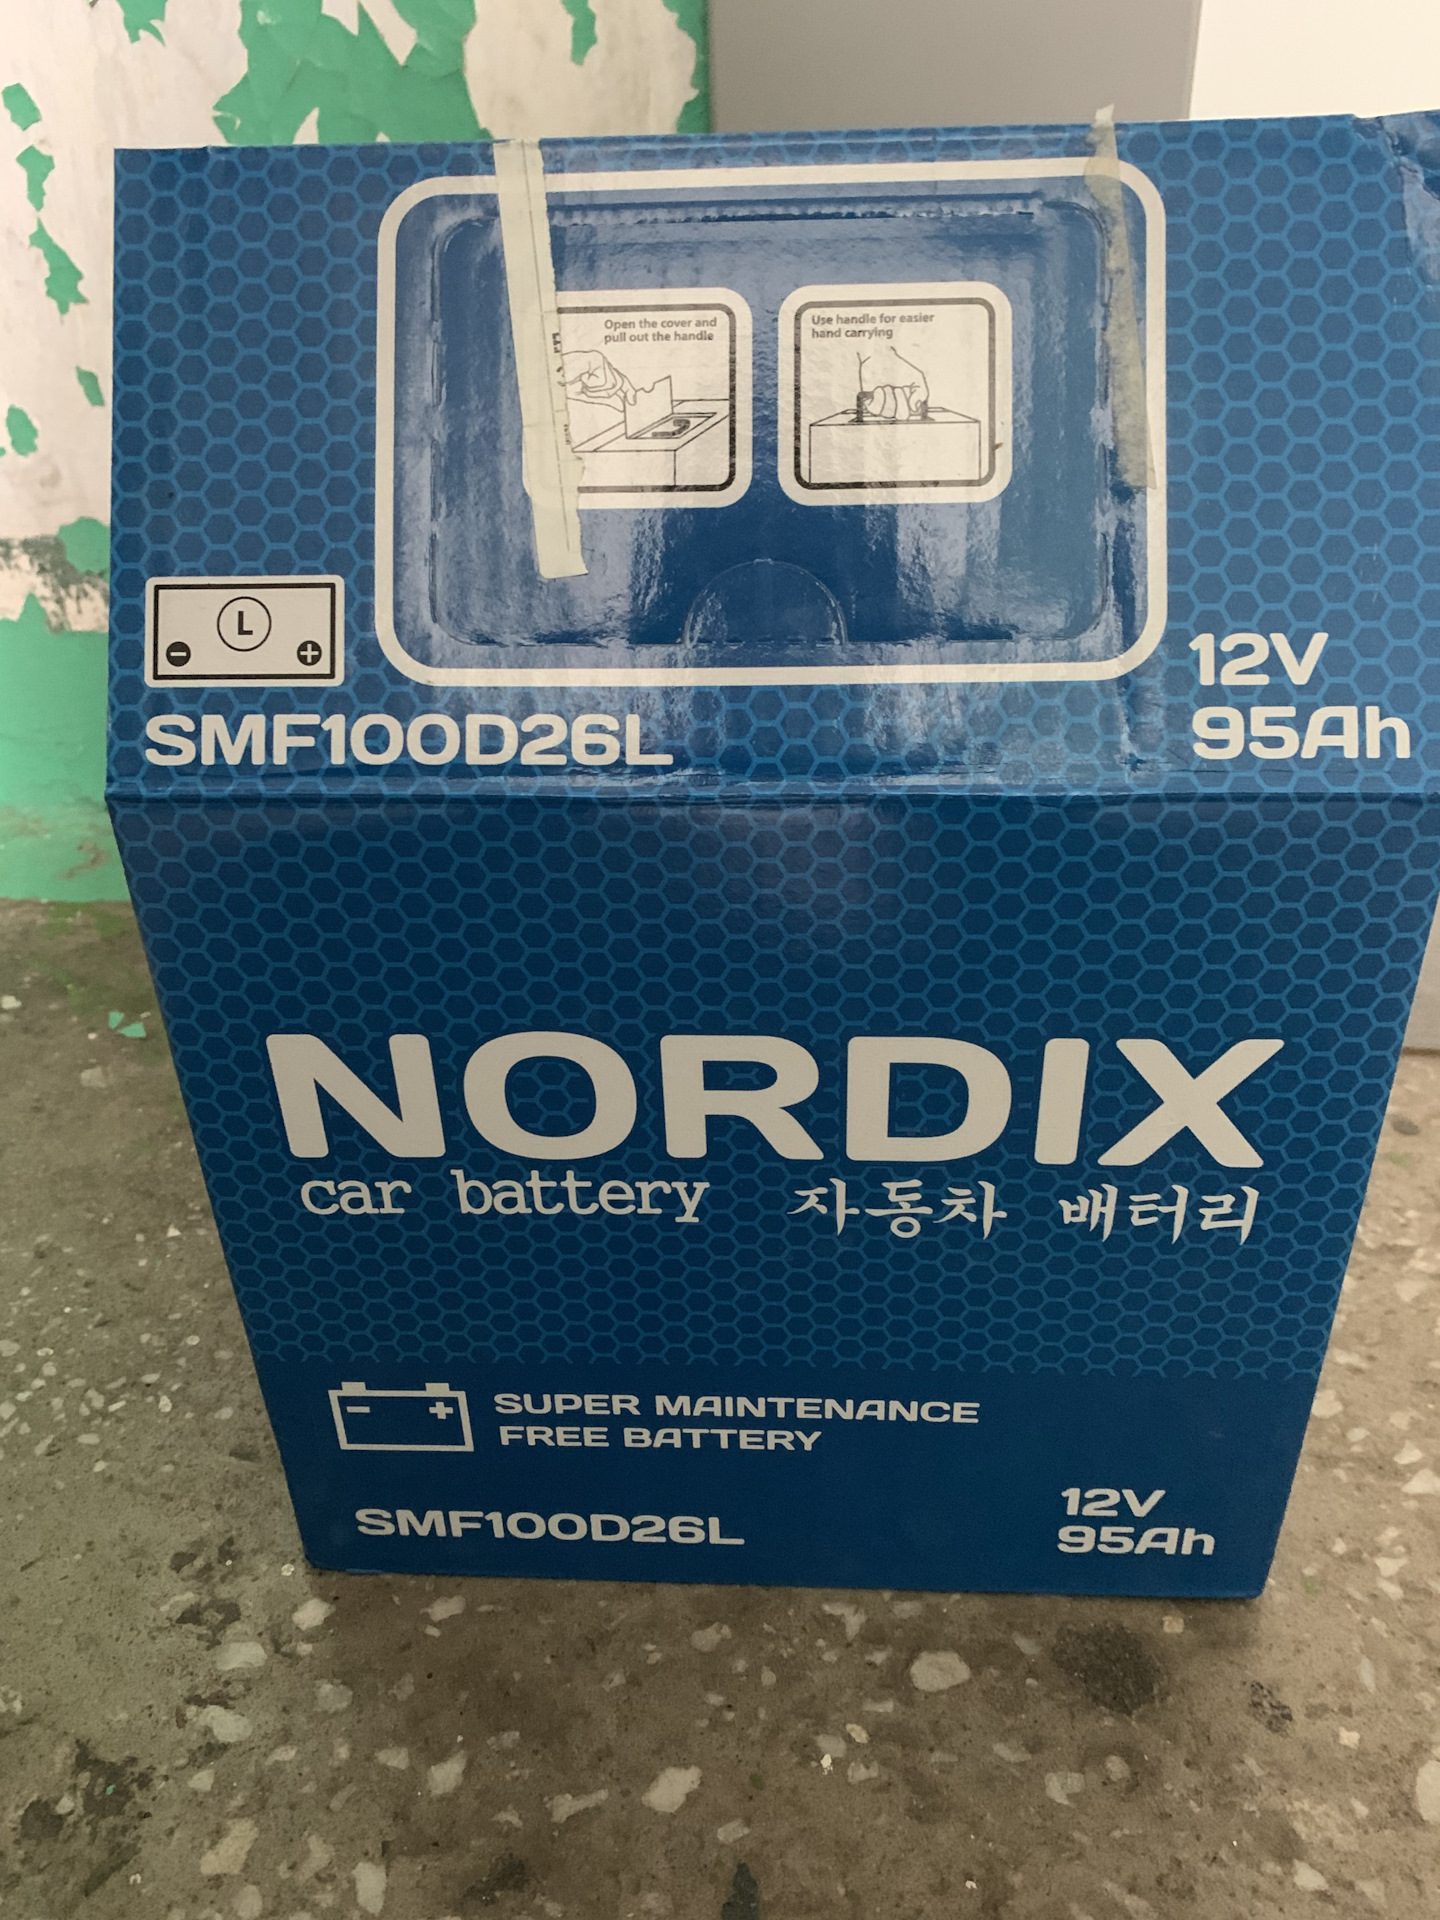 Open the cover and
pull out the handle
Use handle for easier
hand carrying
L
- +
SMF100D26L
12V
95Ah
NORDIX
car battery 자동차 배터리
- +
SUPER MAINTENANCE
FREE BATTERY
SMF100D26L
12V
95Ah